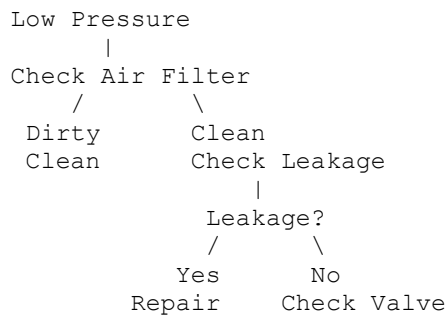 Low Pressure
|
Check Air Filter
/ \
Dirty Clean
Clean Check Leakage
|
Leakage?
/ \
Yes No
Repair Check Valve